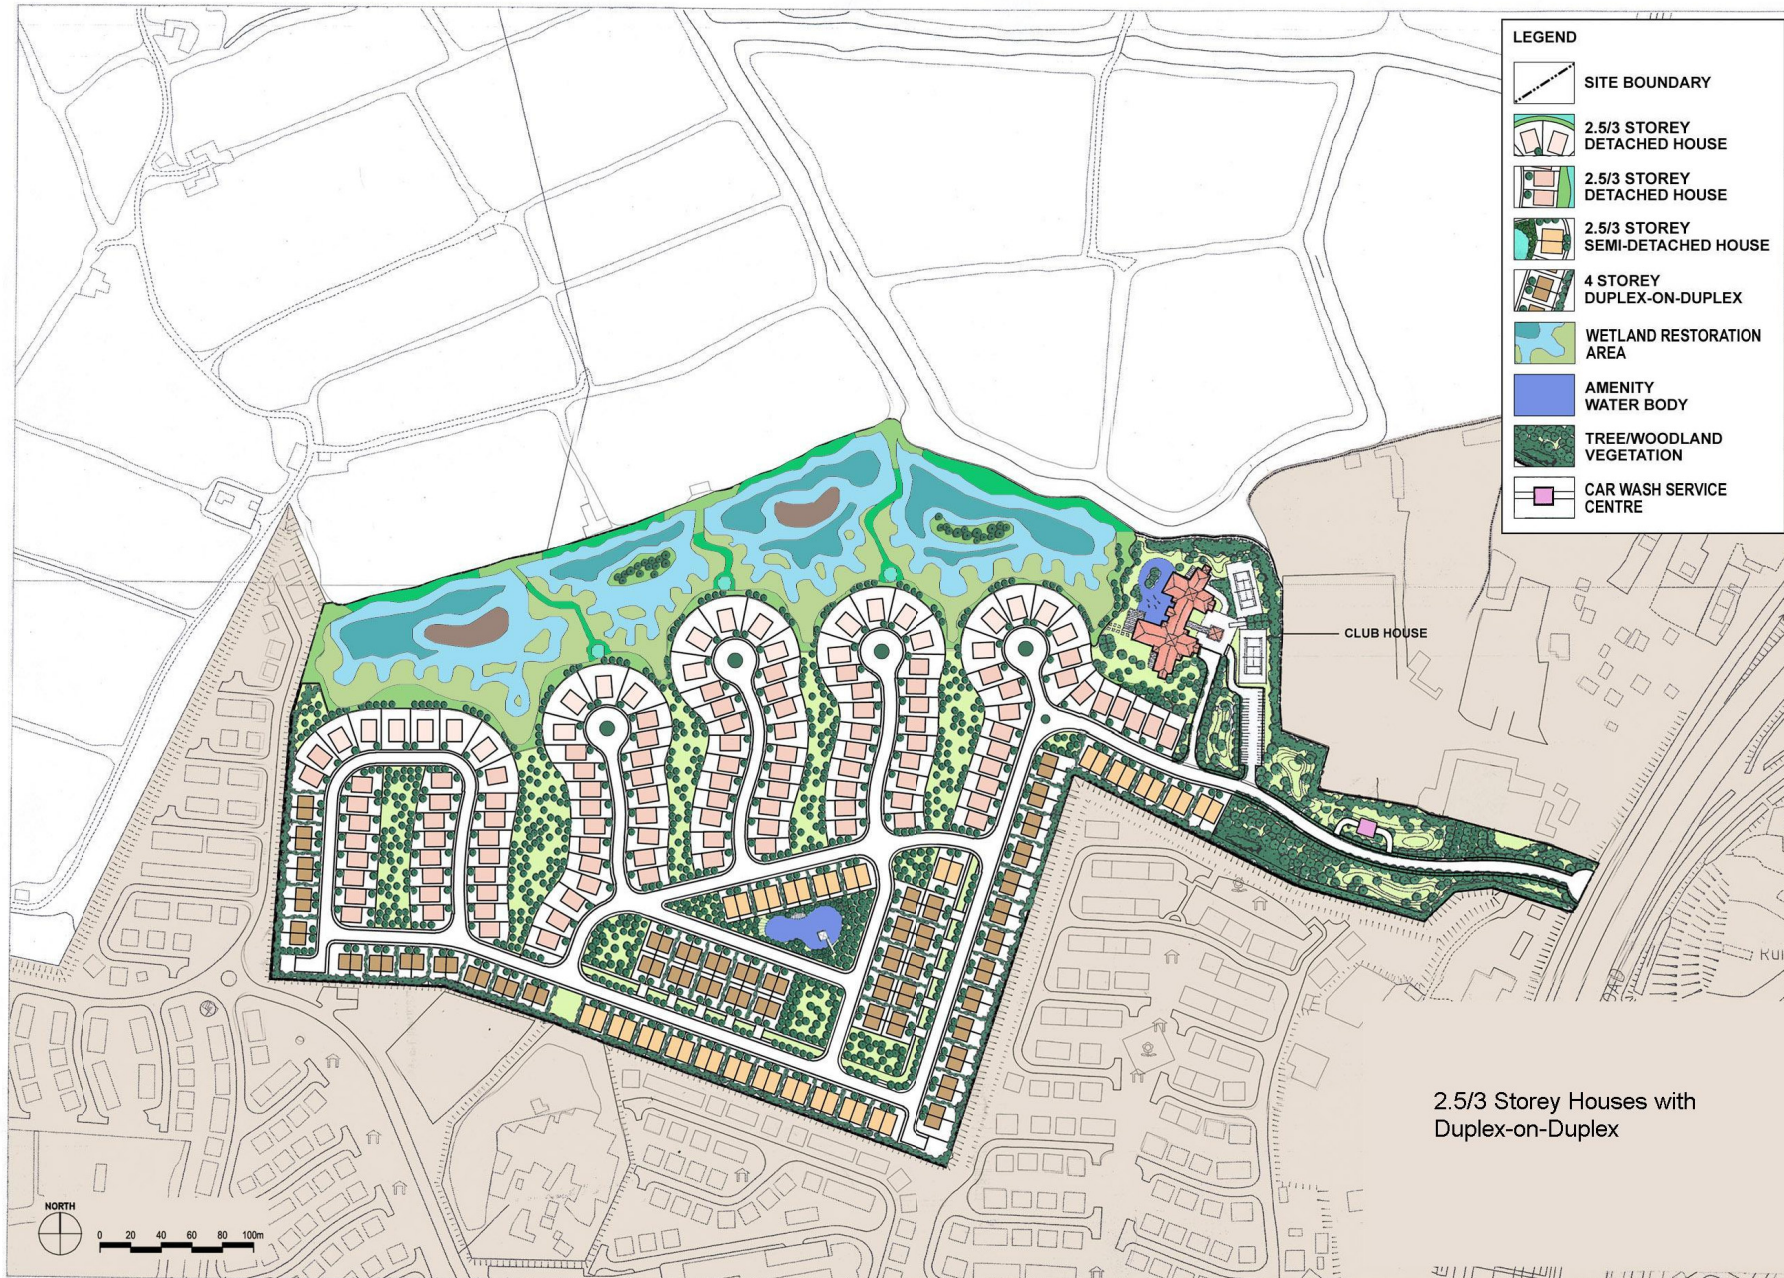 LEGEND
SITE BOUNDARY
2.5/3 STOREY
DETACHED HOUSE
2.5/3 STOREY
DETACHED HOUSE
2.5/3 STOREY
SEMI-DETACHED HOUSE
4 STOREY
DUPLEX-ON-DUPLEX
WETLAND RESTORATION
AREA
AMENITY
WATER BODY
TREE/WOODLAND
VEGETATION
CAR WASH SERVICE
CENTRE
CLUB HOUSE
2.5/3 Storey Houses with
Duplex-on-Duplex
NORTH
0 20 40 60 80 100m